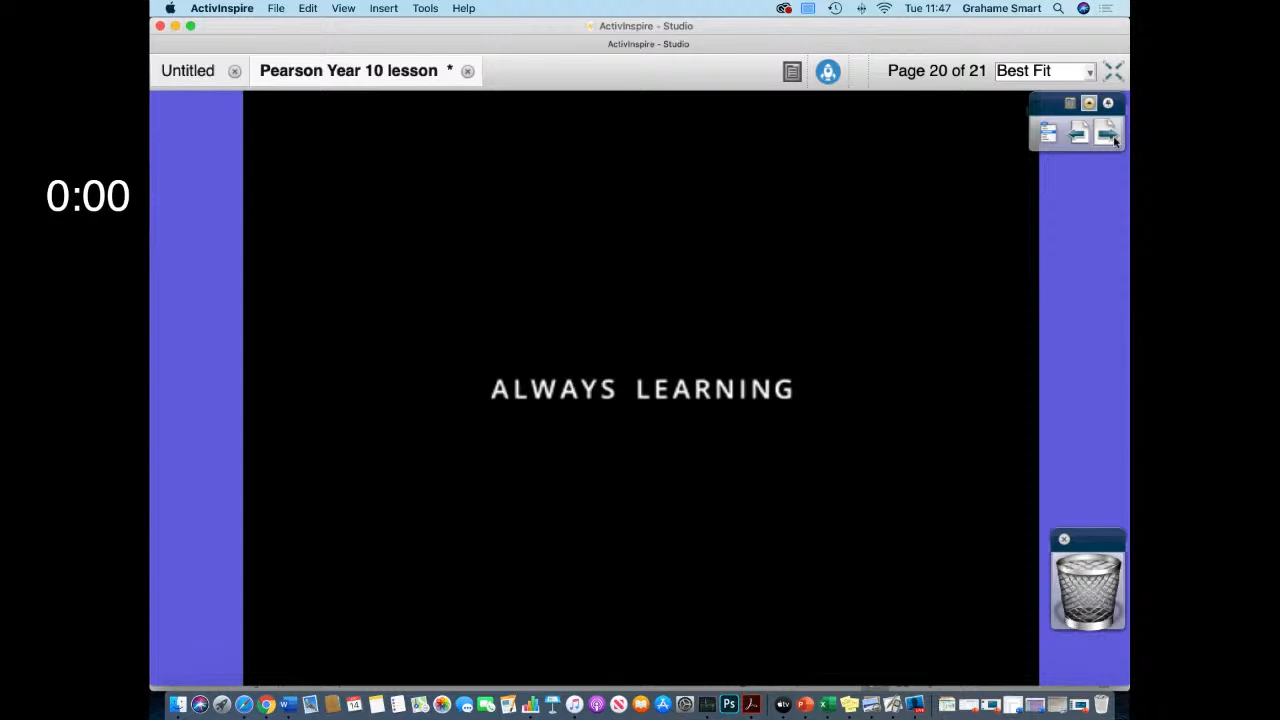 ActivInspire File Edit View Insert Tools Help Tue 11:47 Grahame Smart
ActivInspire - Studio
ActivInspire - Studio
Untitled Pearson Year 10 lesson * Page 20 of 21 Best Fit
0:00
ALWAYS LEARNING